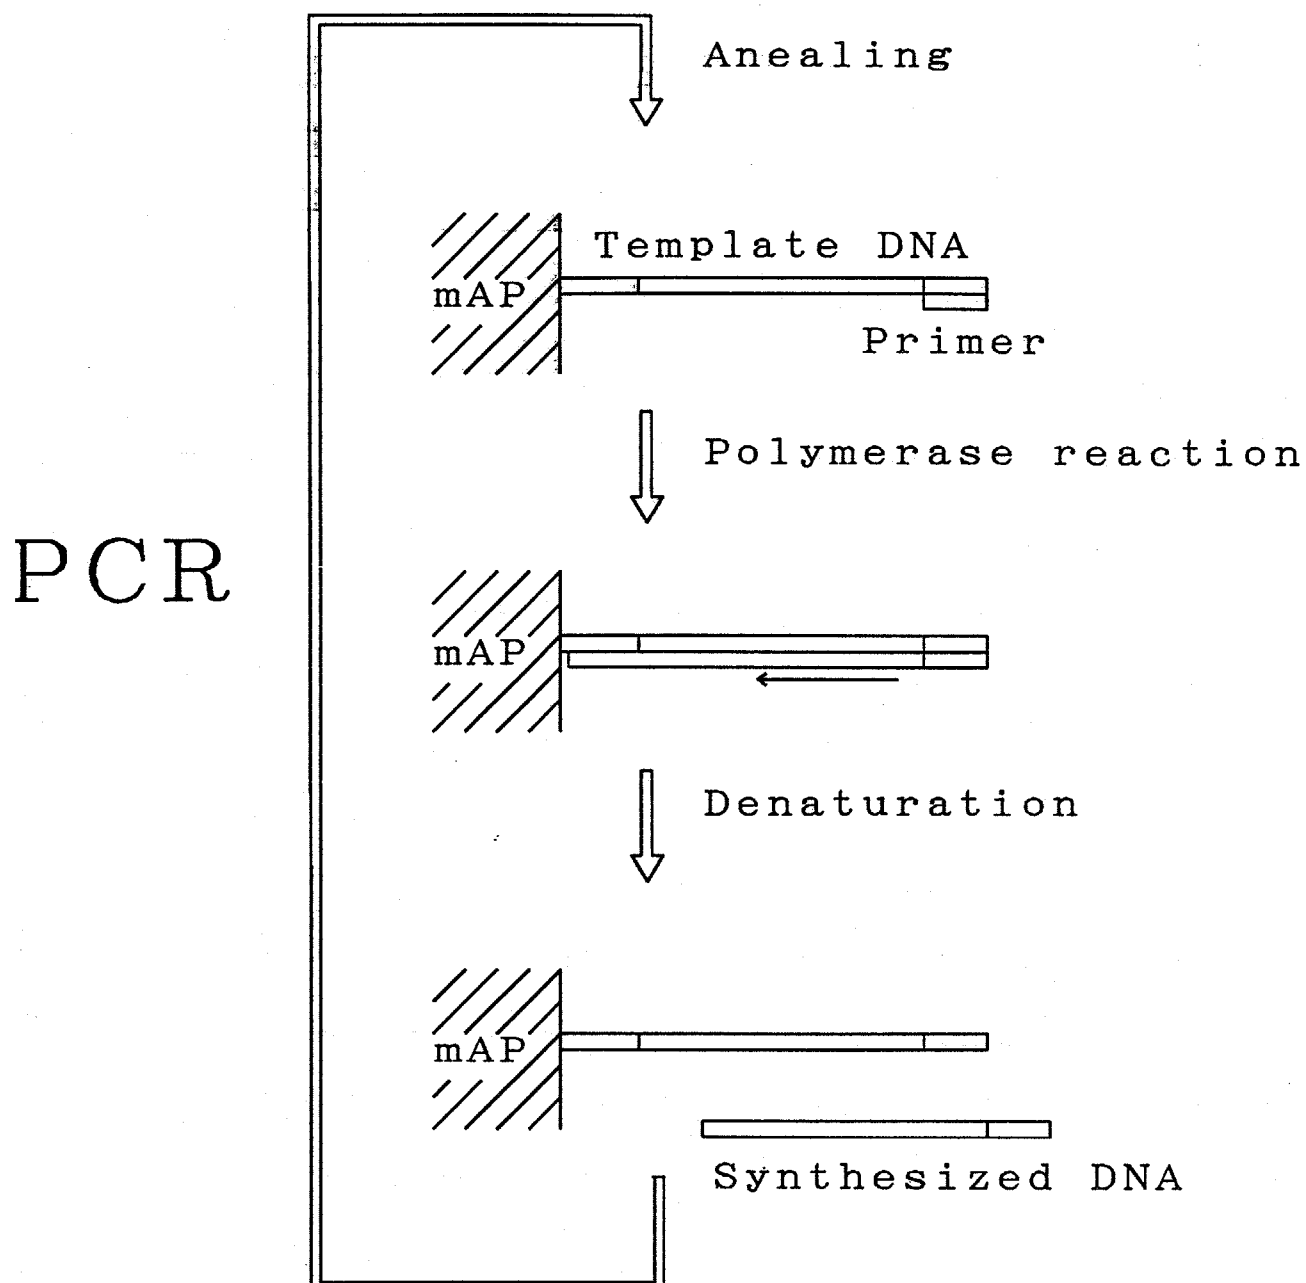 Anealing
Template DNA
mAP
Primer
Polymerase reaction
PCR
mAP
Denaturation
mAP
Synthesized DNA